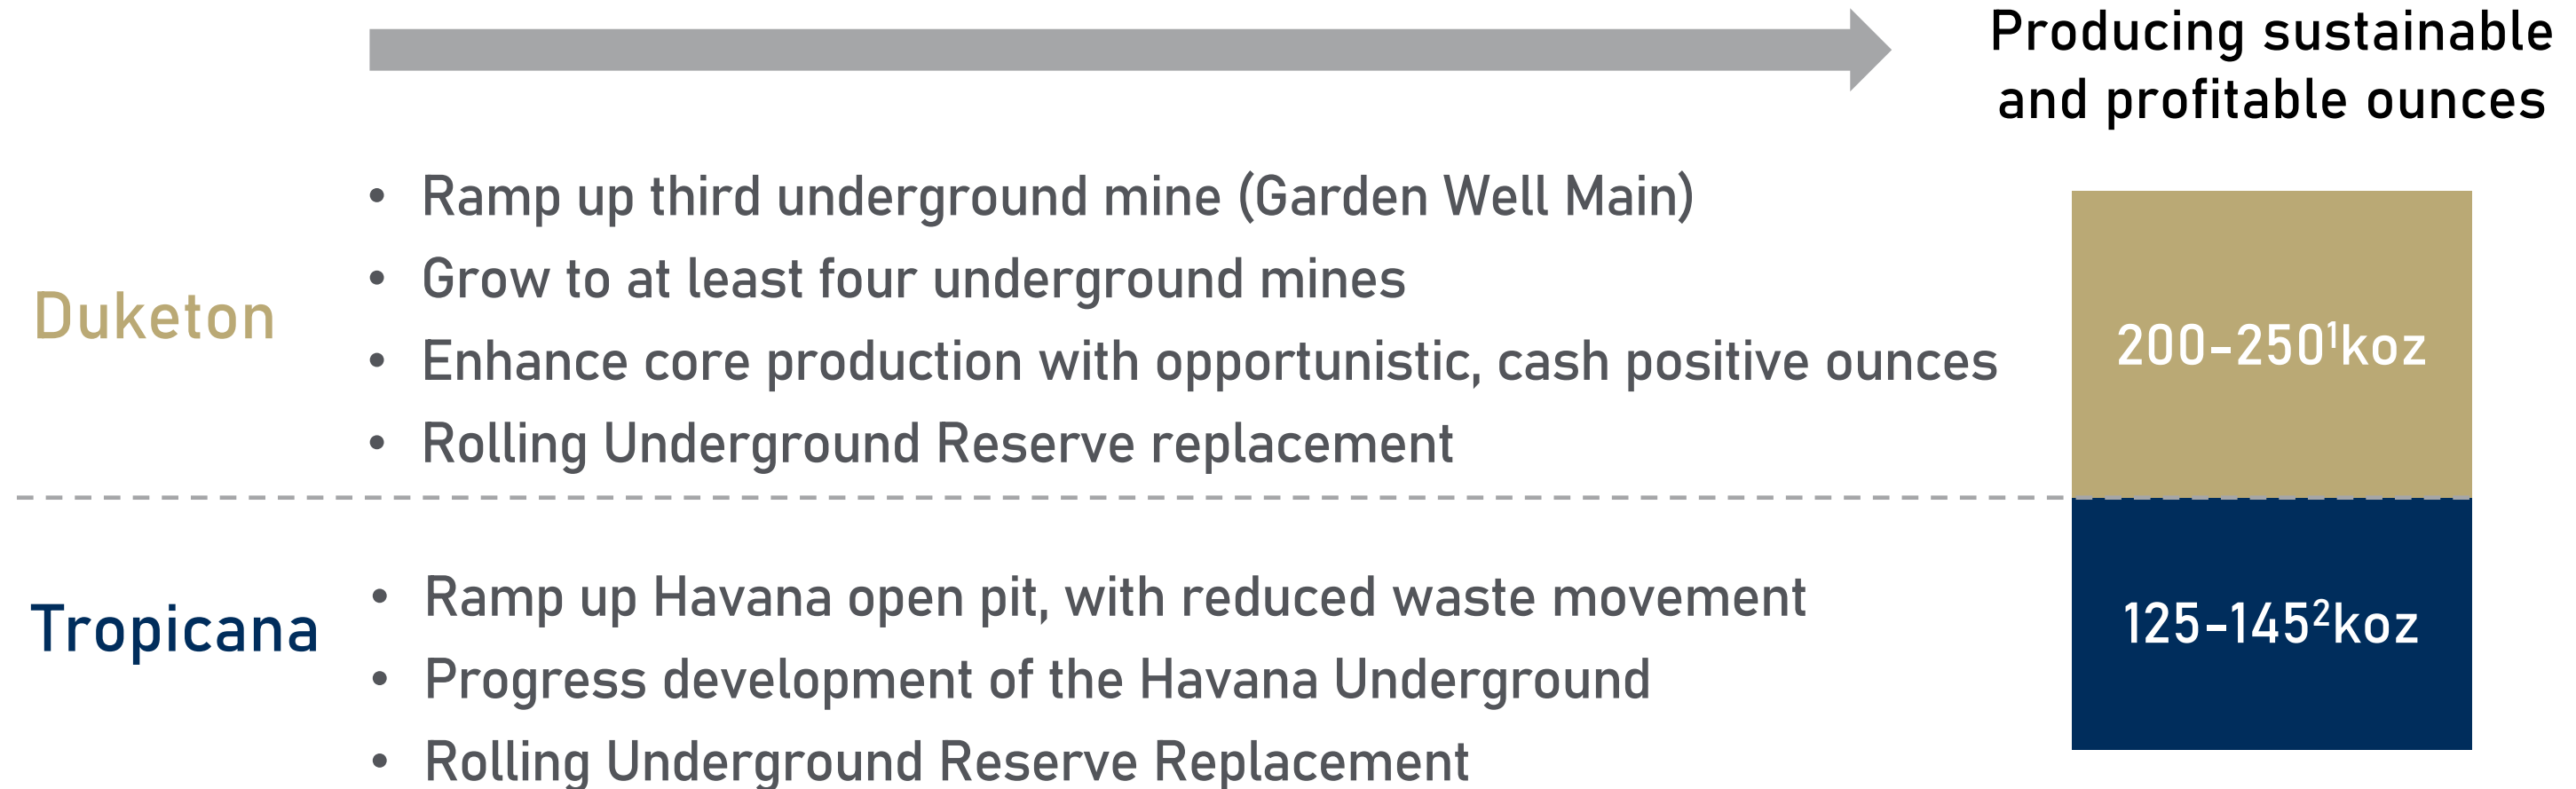 Producing sustainable
and profitable ounces
Duketon
• Ramp up third underground mine (Garden Well Main)
• Grow to at least four underground mines
• Enhance core production with opportunistic, cash positive ounces
• Rolling Underground Reserve replacement
200-250¹koz
Tropicana
• Ramp up Havana open pit, with reduced waste movement
• Progress development of the Havana Underground
• Rolling Underground Reserve Replacement
125-145²koz